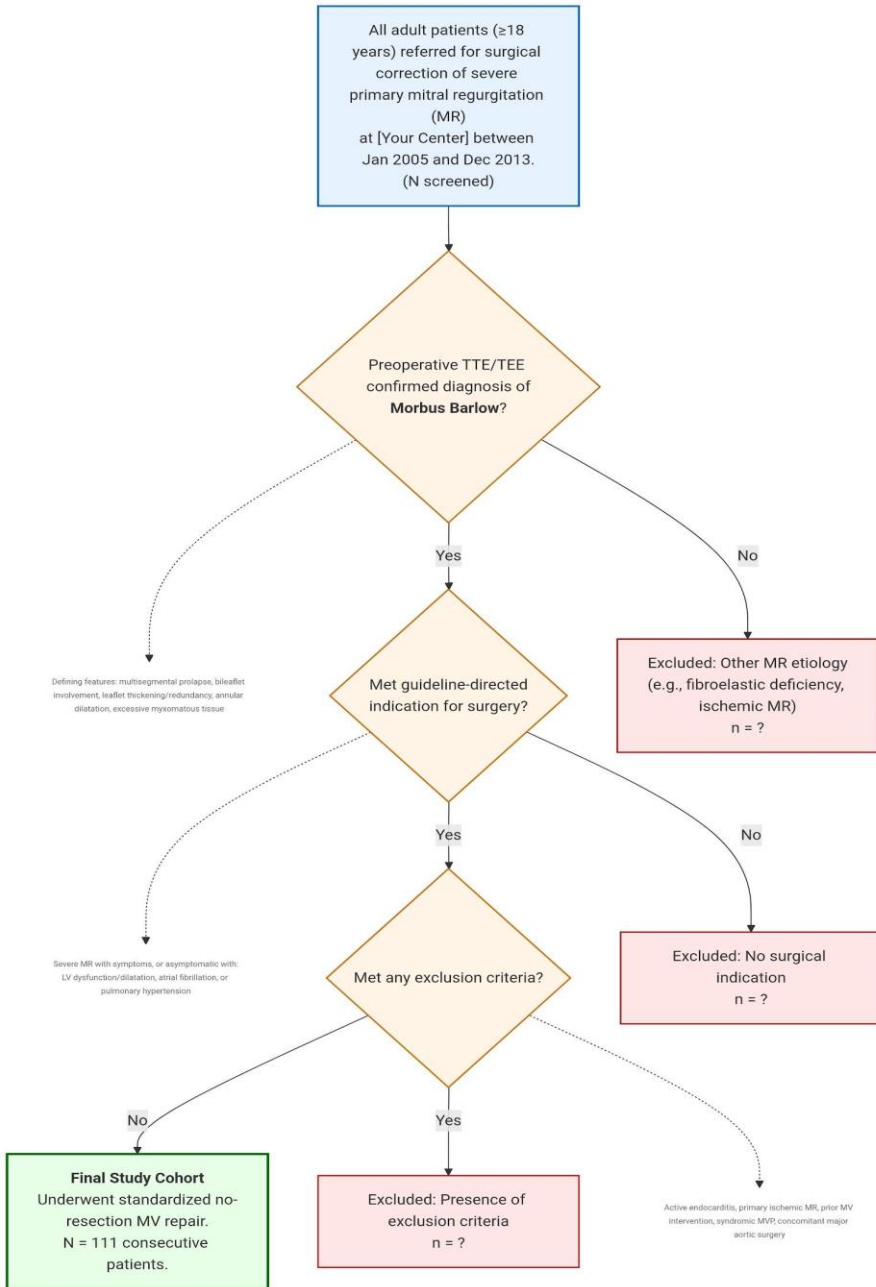 All adult patients (≥18
years) referred for surgical
correction of severe
primary mitral regurgitation
(MR)
at [Your Center] between
Jan 2005 and Dec 2013.
(N screened)
Preoperative TTE/TEE
confirmed diagnosis of
Morbus Barlow?
Yes
No
Defining features: multisegmental prolapse, bileaflet
involvement, leaflet thickening/redundancy, annular
dilatation, excessive myxomatous tissue
Met guideline-directed
indication for surgery?
Excluded: Other MR etiology
(e.g., fibroelastic deficiency,
ischemic MR)
n = ?
Yes
No
Severe MR with symptoms, or asymptomatic with:
LV dysfunction/dilatation, atrial fibrillation, or
pulmonary hypertension
Met any exclusion criteria?
Excluded: No surgical
indication
n = ?
No
Yes
Final Study Cohort
Underwent standardized no-
resection MV repair.
N = 111 consecutive
patients.
Excluded: Presence of
exclusion criteria
n = ?
Active endocarditis, primary ischemic MR, prior MV
intervention, syndromic MVP, concomitant major
aortic surgery